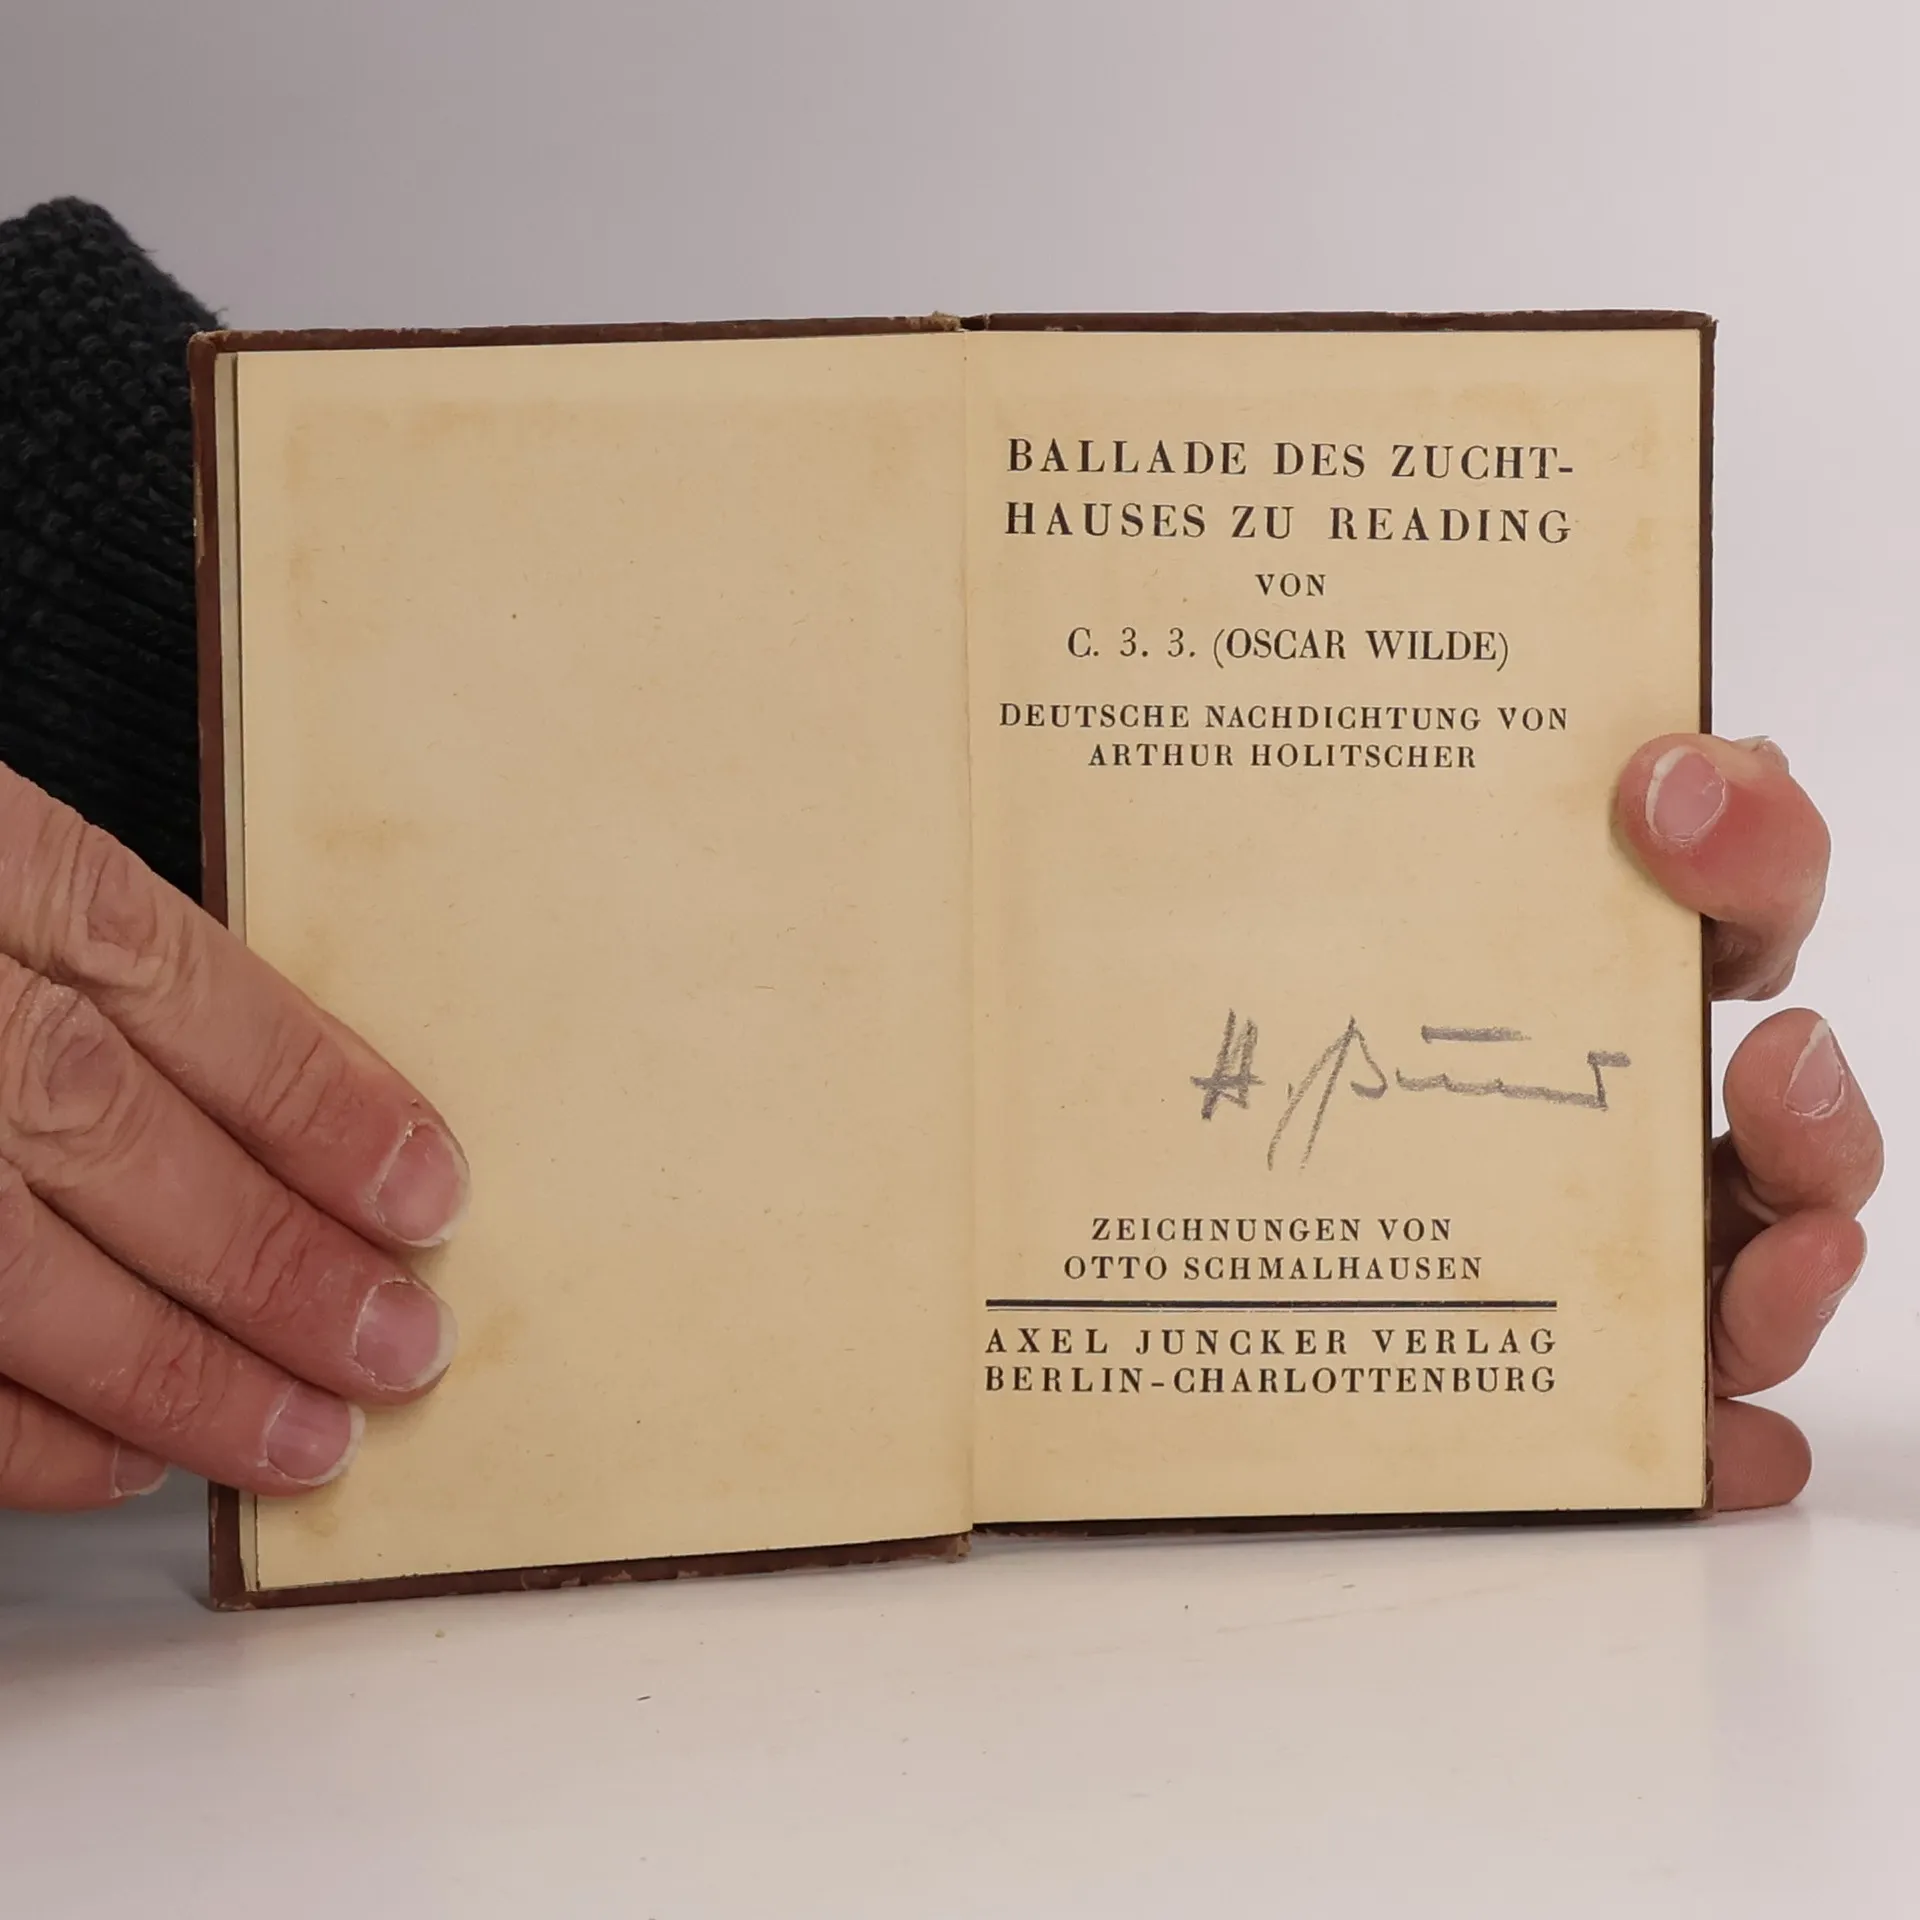 BALLADE DES ZUCHT-
HAUSES ZU READING
VON
C. 3. 3. (OSCAR WILDE)
DEUTSCHE NACHDICHTUNG VON
ARTHUR HOLITSCHER
ZEICHNUNGEN VON
OTTO SCHMALHAUSEN
AXEL JUNCKER VERLAG
BERLIN-CHARLOTTENBURG